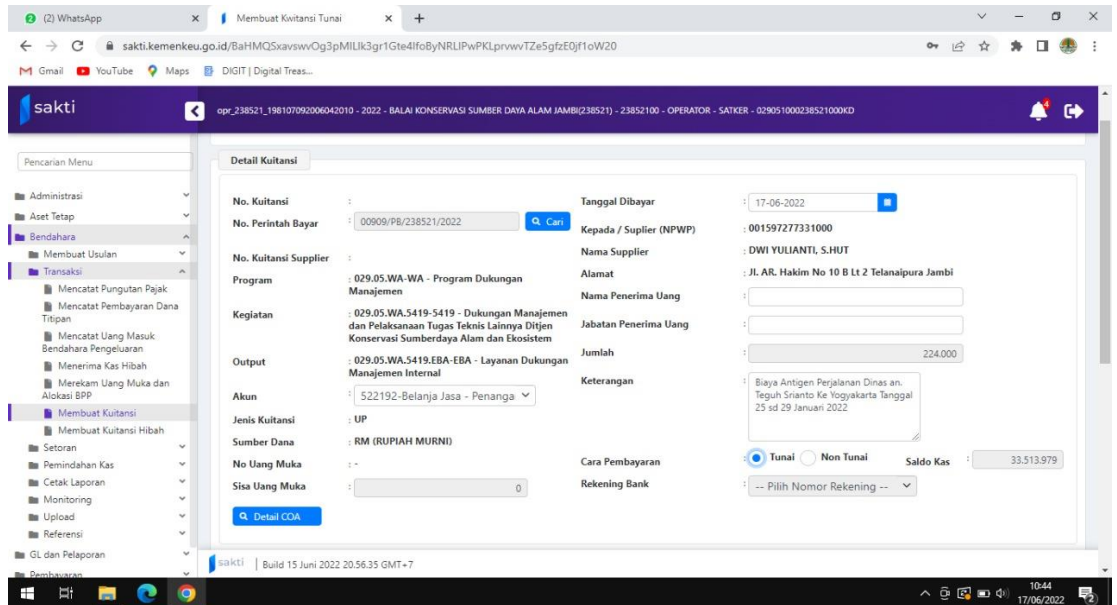 (2) WhatsApp
Membuat Kwitansi Tunai
sakti.kemenkeu.go.id/BaHMQSxavswvOg3pMILlk3gr1Gte4lfoByNRLIPwPKLprvwvTZe5gfzE0jf1oW20
Gmail YouTube Maps DIGIT | Digital Treas...
sakti
opr_238521_198107092006042010 - 2022 - BALAI KONSERVASI SUMBER DAYA ALAM JAMBI(238521) - 23852100 - OPERATOR - SATKER - 029051000238521000KD
4
Pencarian Menu
Administrasi
Aset Tetap
Bendahara
Membuat Usulan
Transaksi
Mencatat Pungutan Pajak
Mencatat Pembayaran Dana
Titipan
Mencatat Uang Masuk
Bendahara Pengeluaran
Menerima Kas Hibah
Merekam Uang Muka dan
Alokasi BPP
Membuat Kuitansi
Membuat Kuitansi Hibah
Setoran
Pemindahan Kas
Cetak Laporan
Monitoring
Upload
Referensi
GL dan Pelaporan
Pembayaran
Detail Kuitansi
No. Kuitansi :
No. Perintah Bayar : 00909/PB/238521/2022 Cari
No. Kuitansi Supplier :
Program : 029.05.WA-WA - Program Dukungan
Manajemen
Kegiatan : 029.05.WA.5419-5419 - Dukungan Manajemen
dan Pelaksanaan Tugas Teknis Lainnya Ditjen
Konservasi Sumberdaya Alam dan Ekosistem
Output : 029.05.WA.5419.EBA-EBA - Layanan Dukungan
Manajemen Internal
Akun : 522192-Belanja Jasa - Penanga
Jenis Kuitansi : UP
Sumber Dana : RM (RUPIAH MURNI)
No Uang Muka : -
Sisa Uang Muka : 0
Detail COA
Tanggal Dibayar : 17-06-2022
Kepada / Suplier (NPWP) : 001597277331000
Nama Supplier : DWI YULIANTI, S.HUT
Alamat : Jl. AR. Hakim No 10 B Lt 2 Telanaipura Jambi
Nama Penerima Uang :
Jabatan Penerima Uang :
Jumlah : 224.000
Keterangan : Biaya Antigen Perjalanan Dinas an.
Teguh Srianto Ke Yogyakarta Tanggal
25 sd 29 Januari 2022
Cara Pembayaran : Tunai Non Tunai Saldo Kas : 33.513.979
Rekening Bank : -- Pilih Nomor Rekening --
sakti | Build 15 Juni 2022 20.56.35 GMT+7
10:44
17/06/2022
2